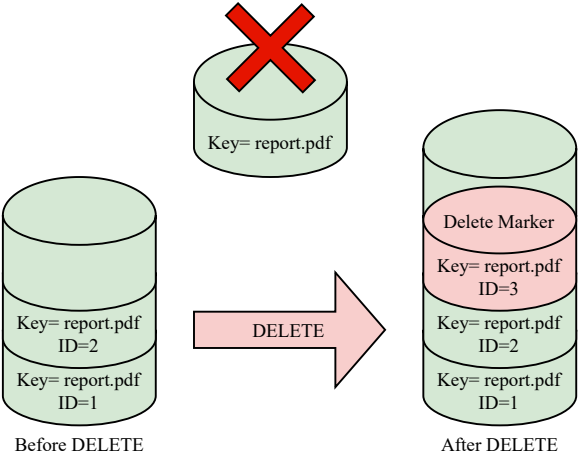 Key= report.pdf
Key= report.pdf
ID=2
Key= report.pdf
ID=1
Before DELETE
DELETE
Delete Marker
Key= report.pdf
ID=3
Key= report.pdf
ID=2
Key= report.pdf
ID=1
After DELETE